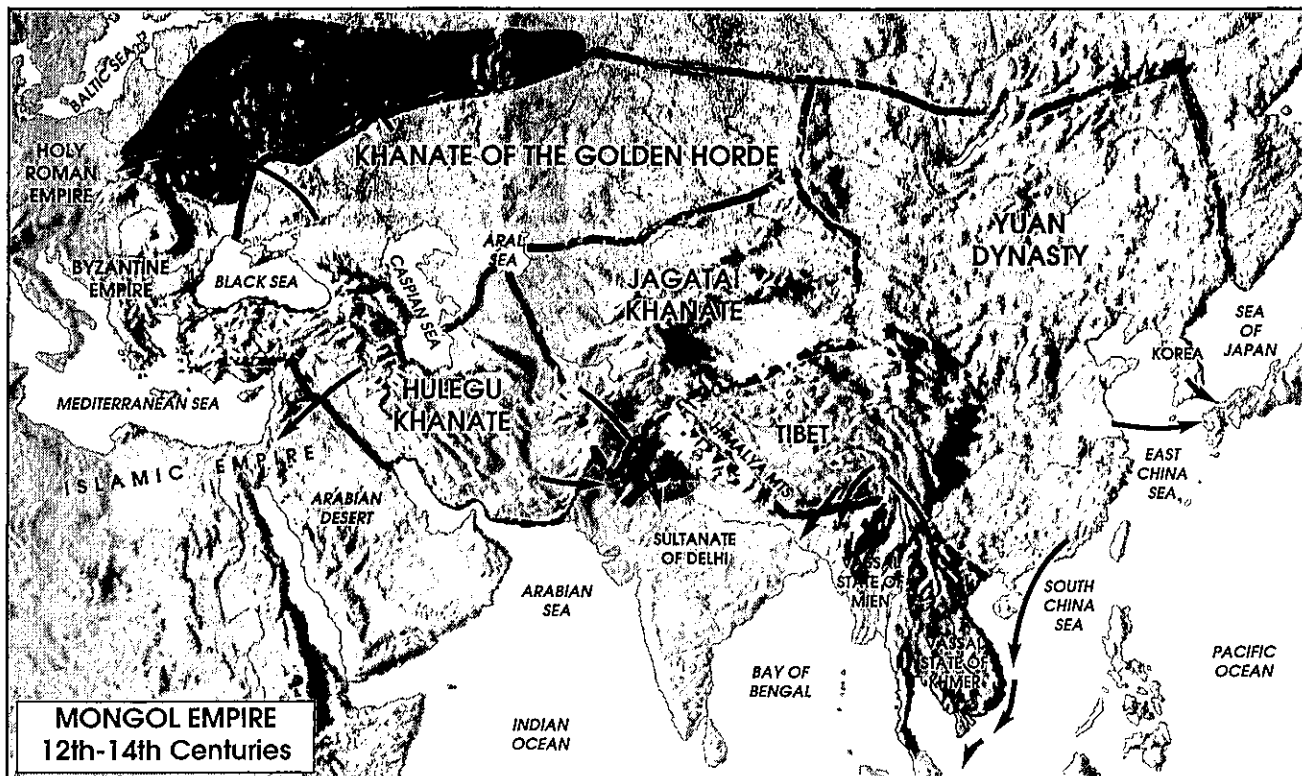 BALTIC SEA
HOLY
ROMAN
EMPIRE
KHANATE OF THE GOLDEN HORDE
YUAN
DYNASTY
BYZANTINE
EMPIRE
BLACK SEA
CASPIAN SEA
ARAL
SEA
JAGATAI
KHANATE
SEA
OF
JAPAN
KOREA
MEDITERRANEAN SEA
HULEGU
KHANATE
TIBET
HIMALYA MTS
EAST
CHINA
SEA
ISLAMIC EMPIRE
ARABIAN
DESERT
SULTANATE
OF DELHI
VASSAL
STATE OF
MIEN
SOUTH
CHINA
SEA
ARABIAN
SEA
VASSAL
STATE OF
KHMER
BAY OF
BENGAL
PACIFIC
OCEAN
INDIAN
OCEAN
MONGOL EMPIRE
12th-14th Centuries